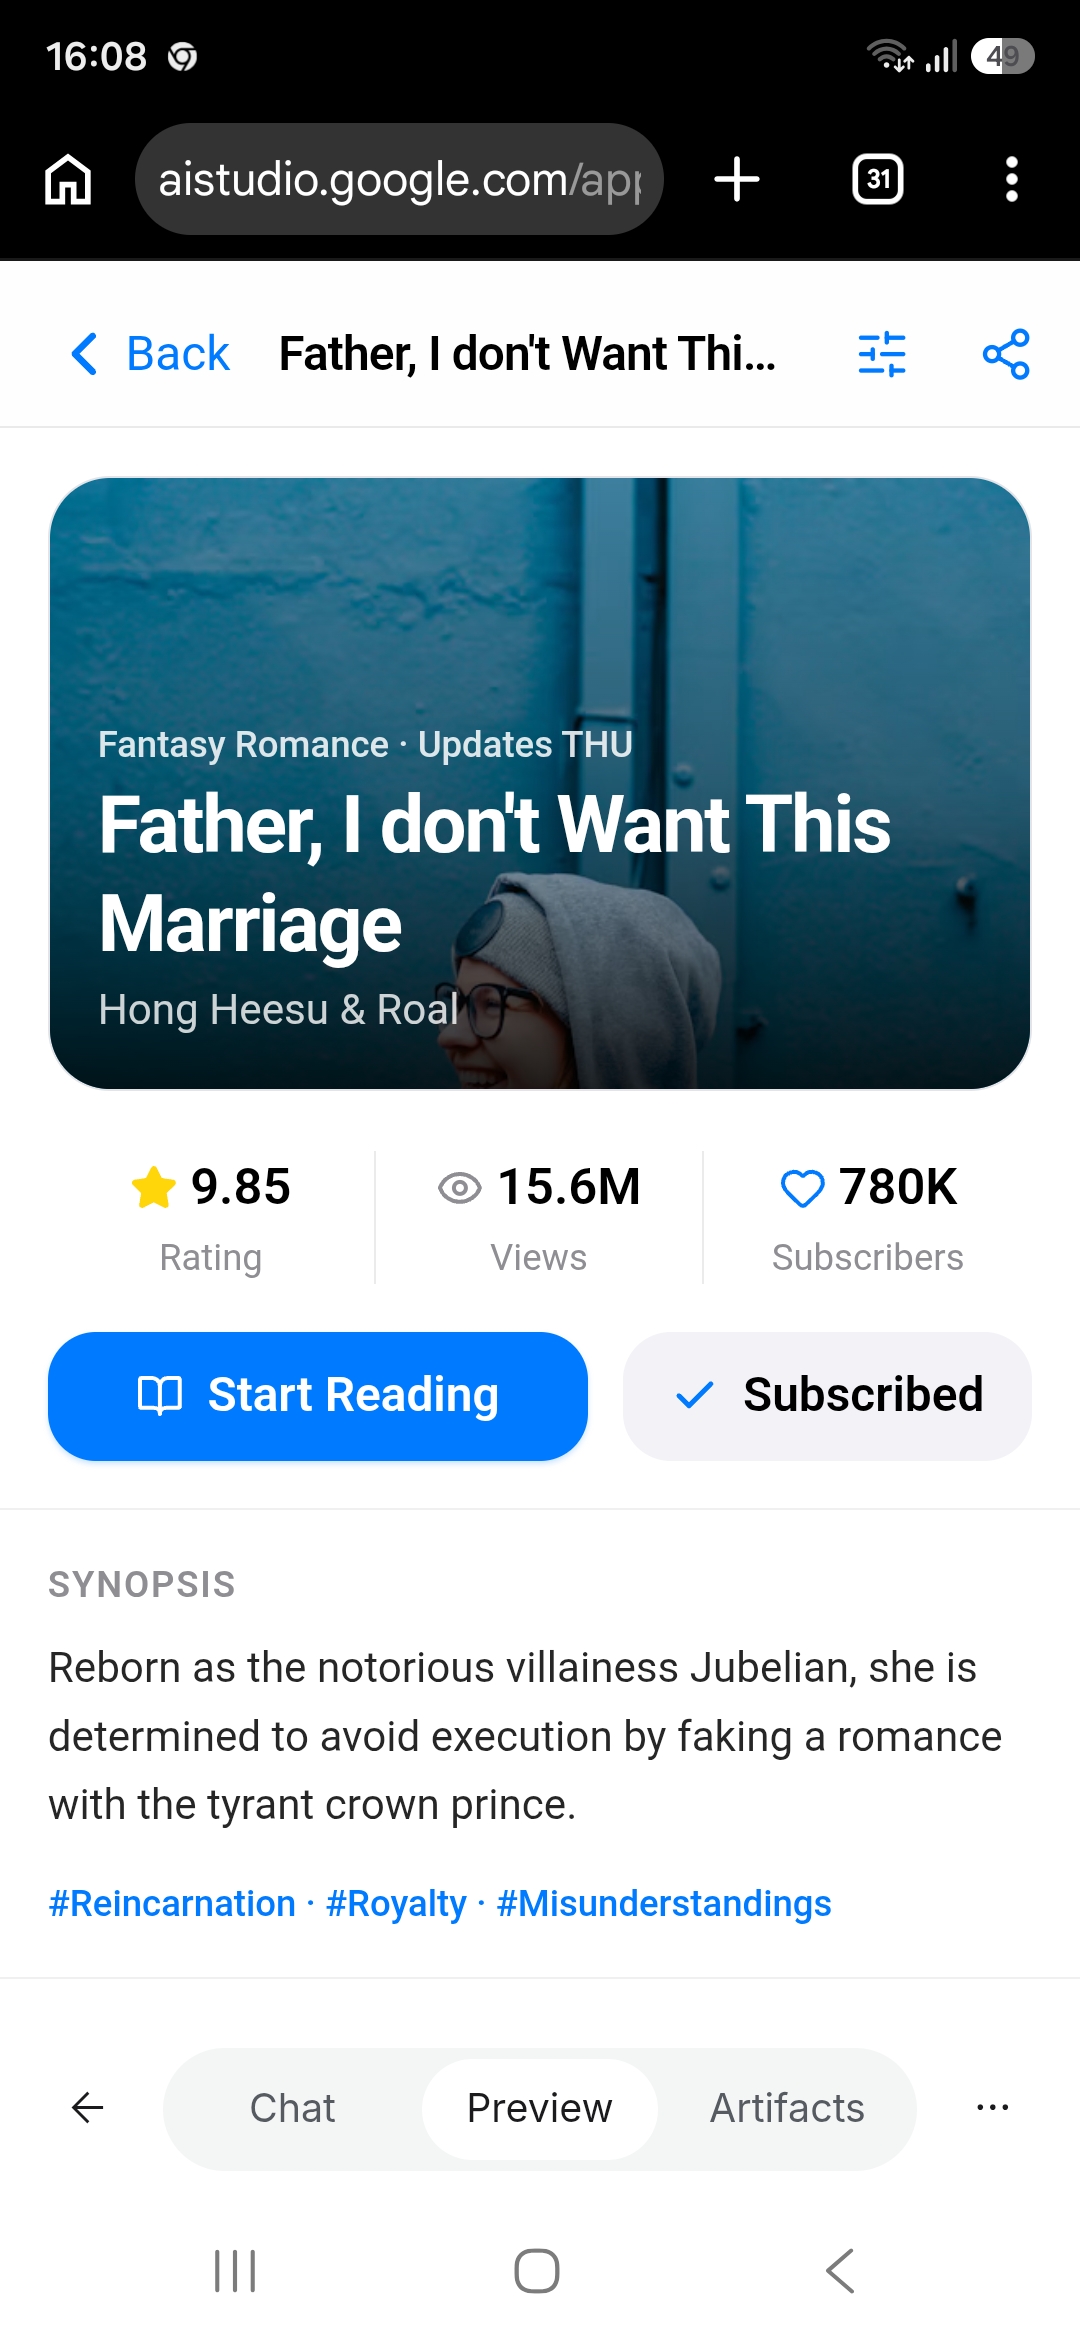 16:08
49
aistudio.google.com/app
31
Back
Father, I don't Want Thi...
Fantasy Romance · Updates THU
Father, I don't Want This
Marriage
Hong Heesu & Roal
9.85
15.6M
780K
Rating
Views
Subscribers
Start Reading
Subscribed
SYNOPSIS
Reborn as the notorious villainess Jubelian, she is
determined to avoid execution by faking a romance
with the tyrant crown prince.
#Reincarnation · #Royalty · #Misunderstandings
Chat
Preview
Artifacts